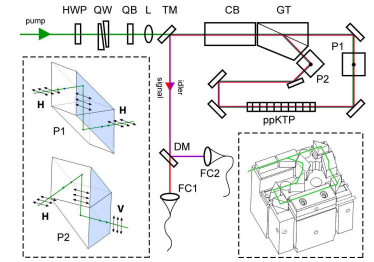 HWP QW QB L TM CB GT P1
pump
P2
signal
idler
ppKTP
H
H
P1
DM
FC2
FC1
H
V
P2